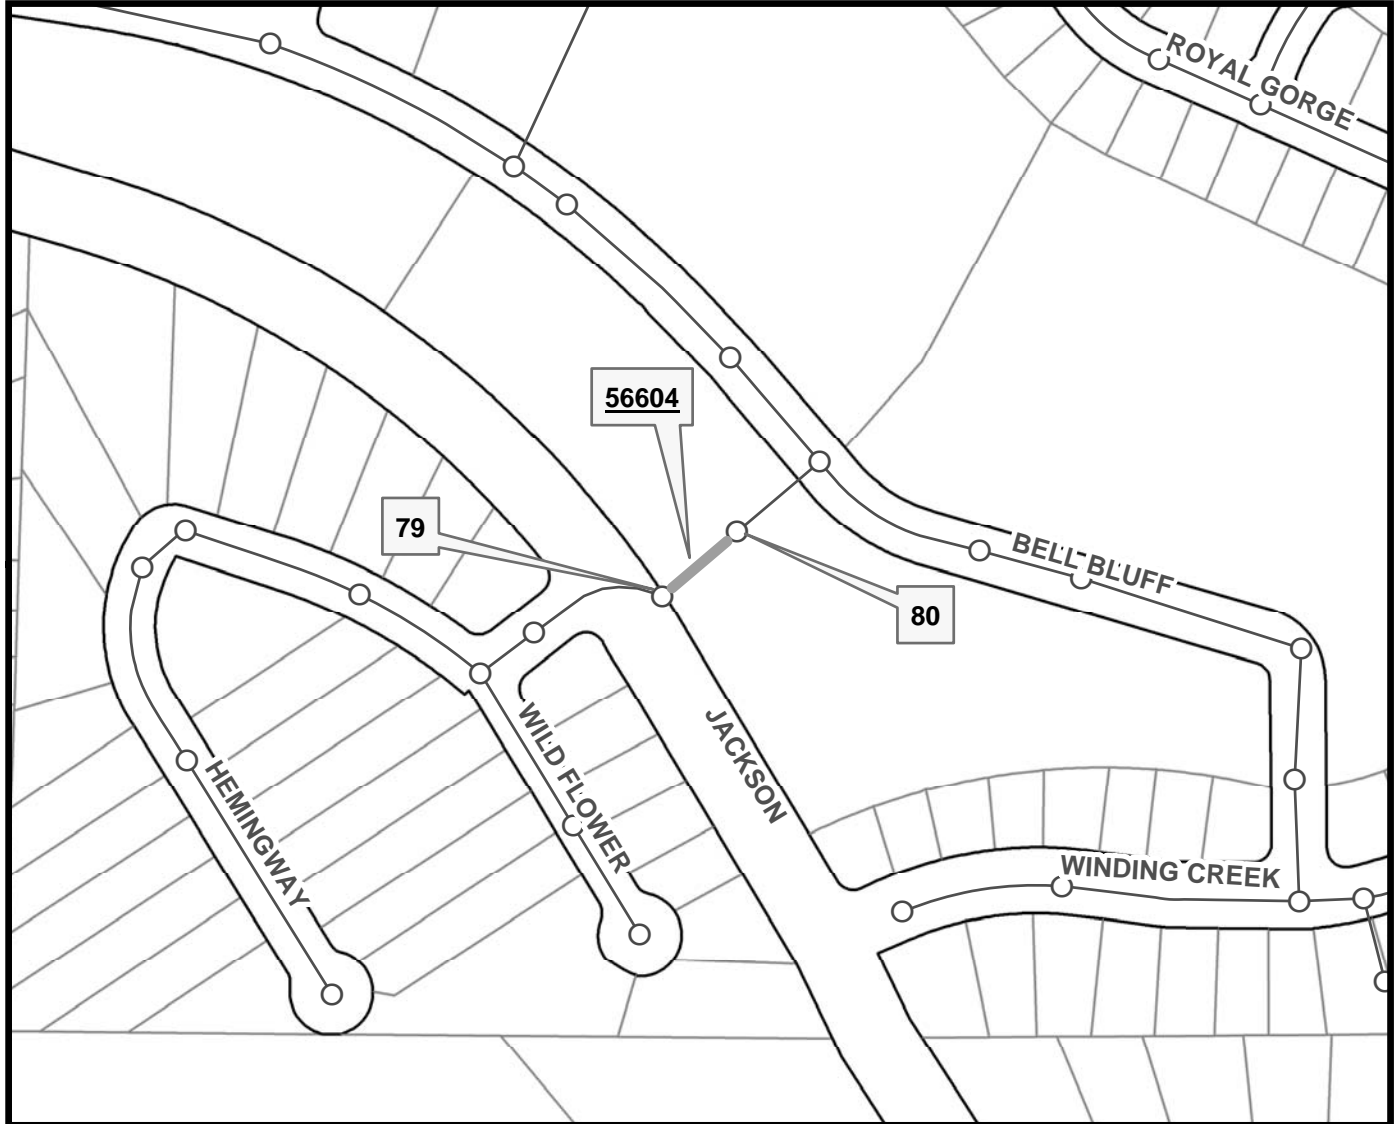 ROYAL GORGE
56604
79
BELL BLUFF
80
WILD FLOWER
JACKSON
HEMINGWAY
WINDING CREEK